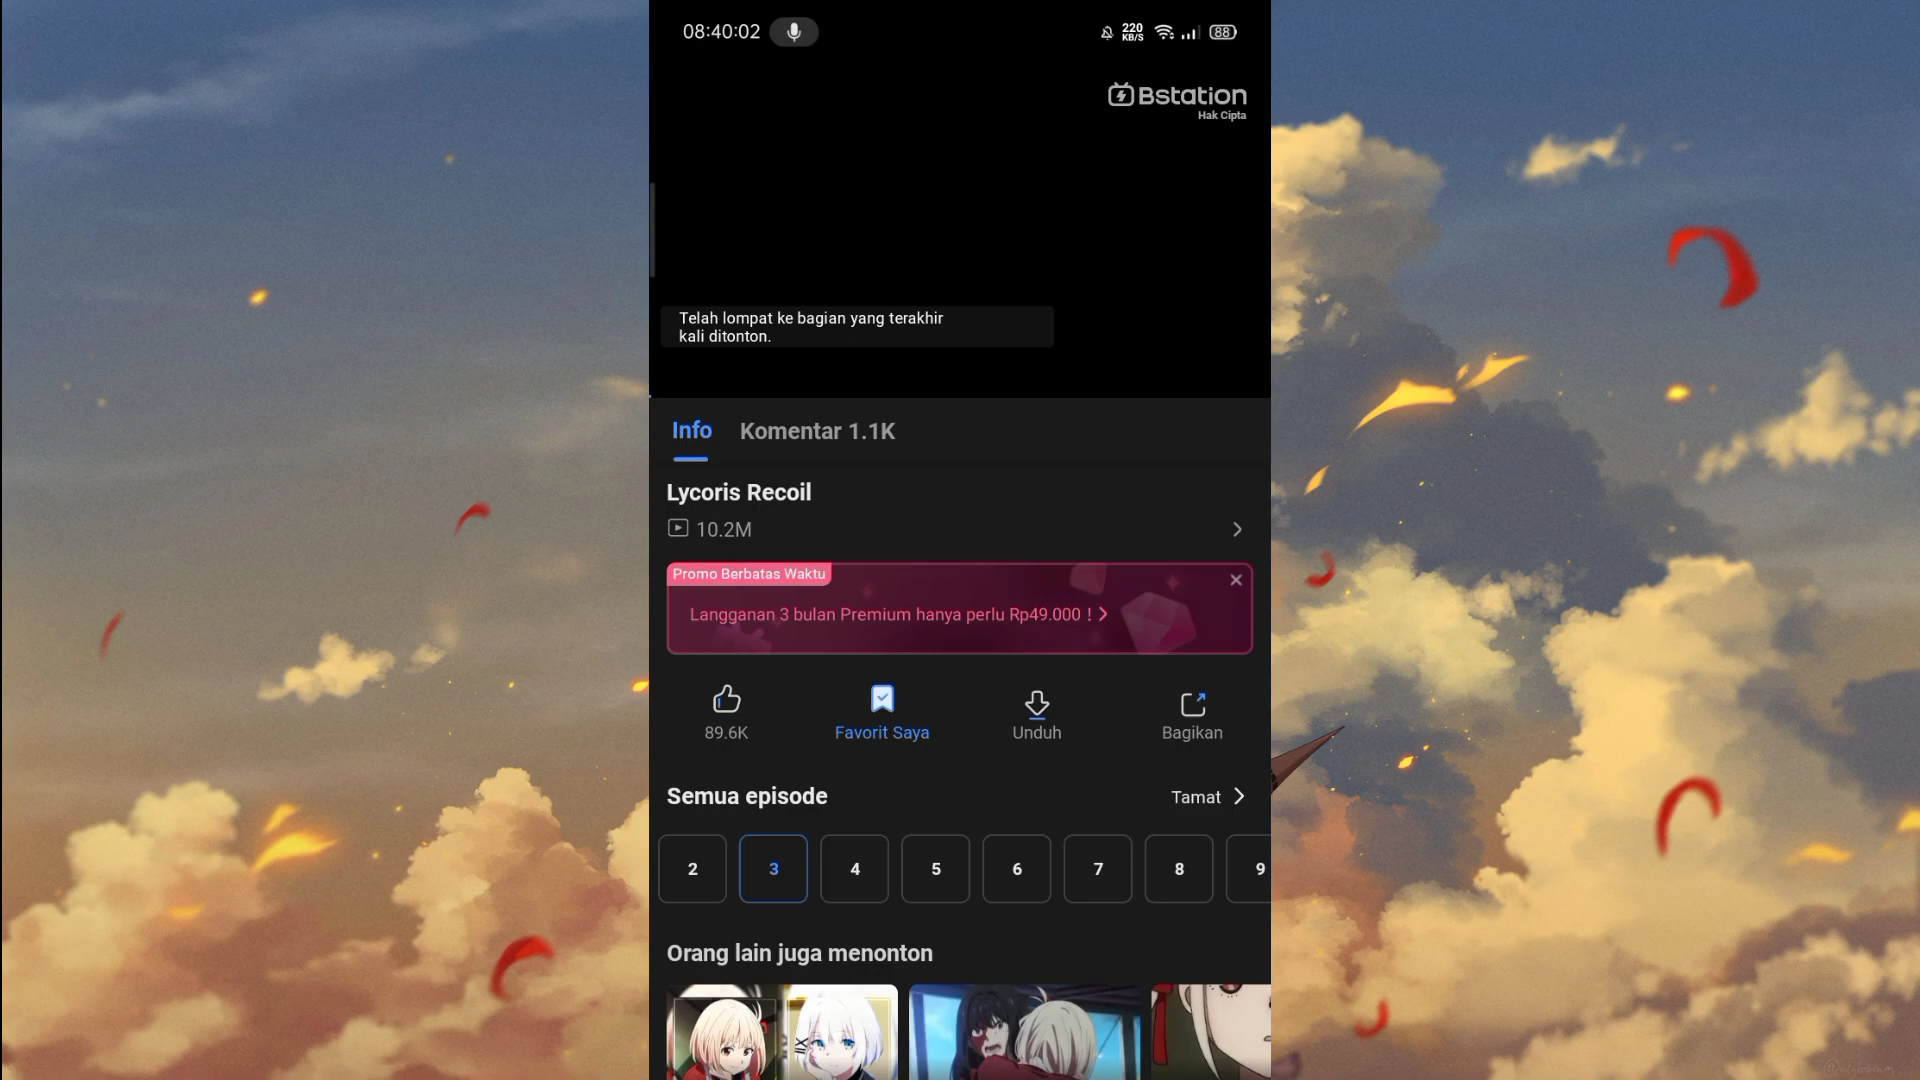 08:40:02
220
KB/S
88
Bstation
Hak Cipta
Telah lompat ke bagian yang terakhir
kali ditonton.
Info
Komentar 1.1K
Lycoris Recoil
10.2M
Promo Berbatas Waktu
Langganan 3 bulan Premium hanya perlu Rp49.000 !
89.6K
Favorit Saya
Unduh
Bagikan
Semua episode
Tamat
2
3
4
5
6
7
8
9
Orang lain juga menonton